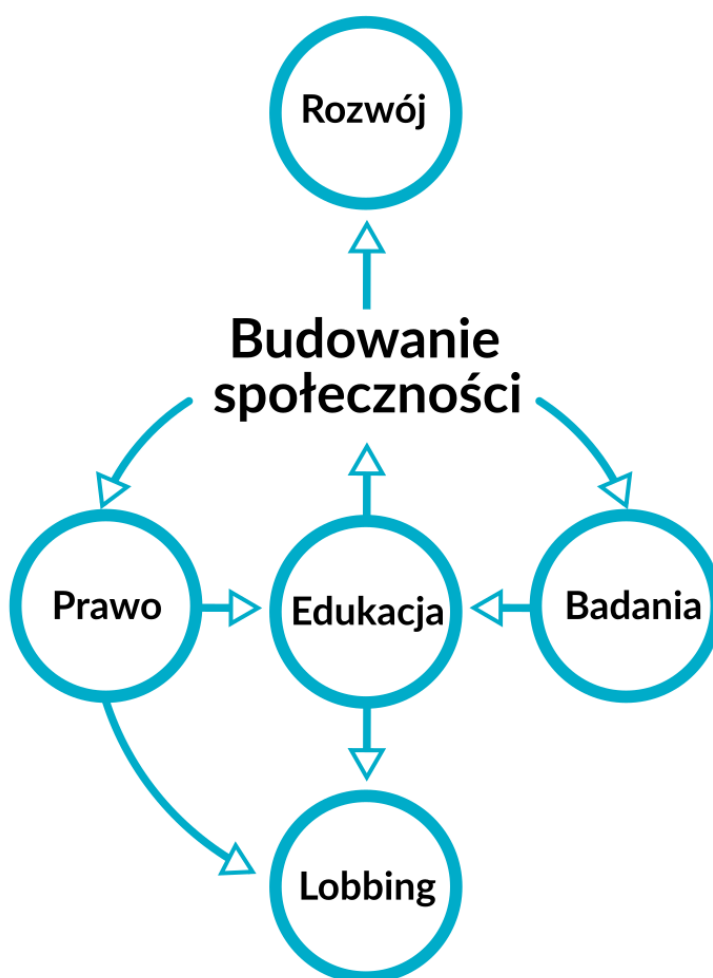 Rozwój
Budowanie
społeczności
Prawo
Edukacja
Badania
Lobbing